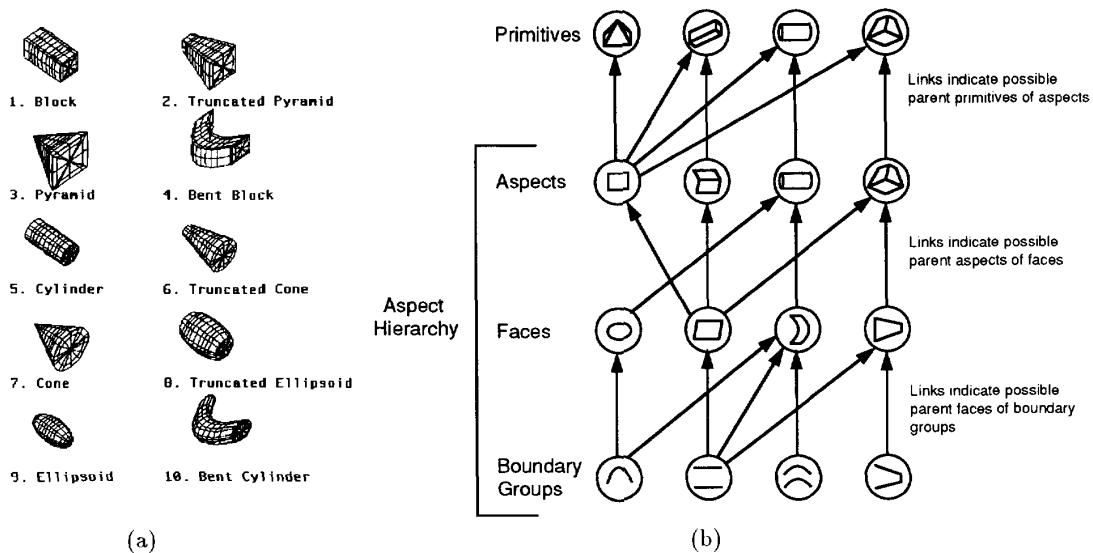 1. Block
2. Truncated Pyramid
3. Pyramid
4. Bent Block
5. Cylinder
6. Truncated Cone
7. Cone
8. Truncated Ellipsoid
9. Ellipsoid
10. Bent Cylinder
(a)
Primitives
Links indicate possible
parent primitives of aspects
Aspects
Links indicate possible
parent aspects of faces
Aspect
Hierarchy
Faces
Links indicate possible
parent faces of boundary
groups
Boundary
Groups
(b)